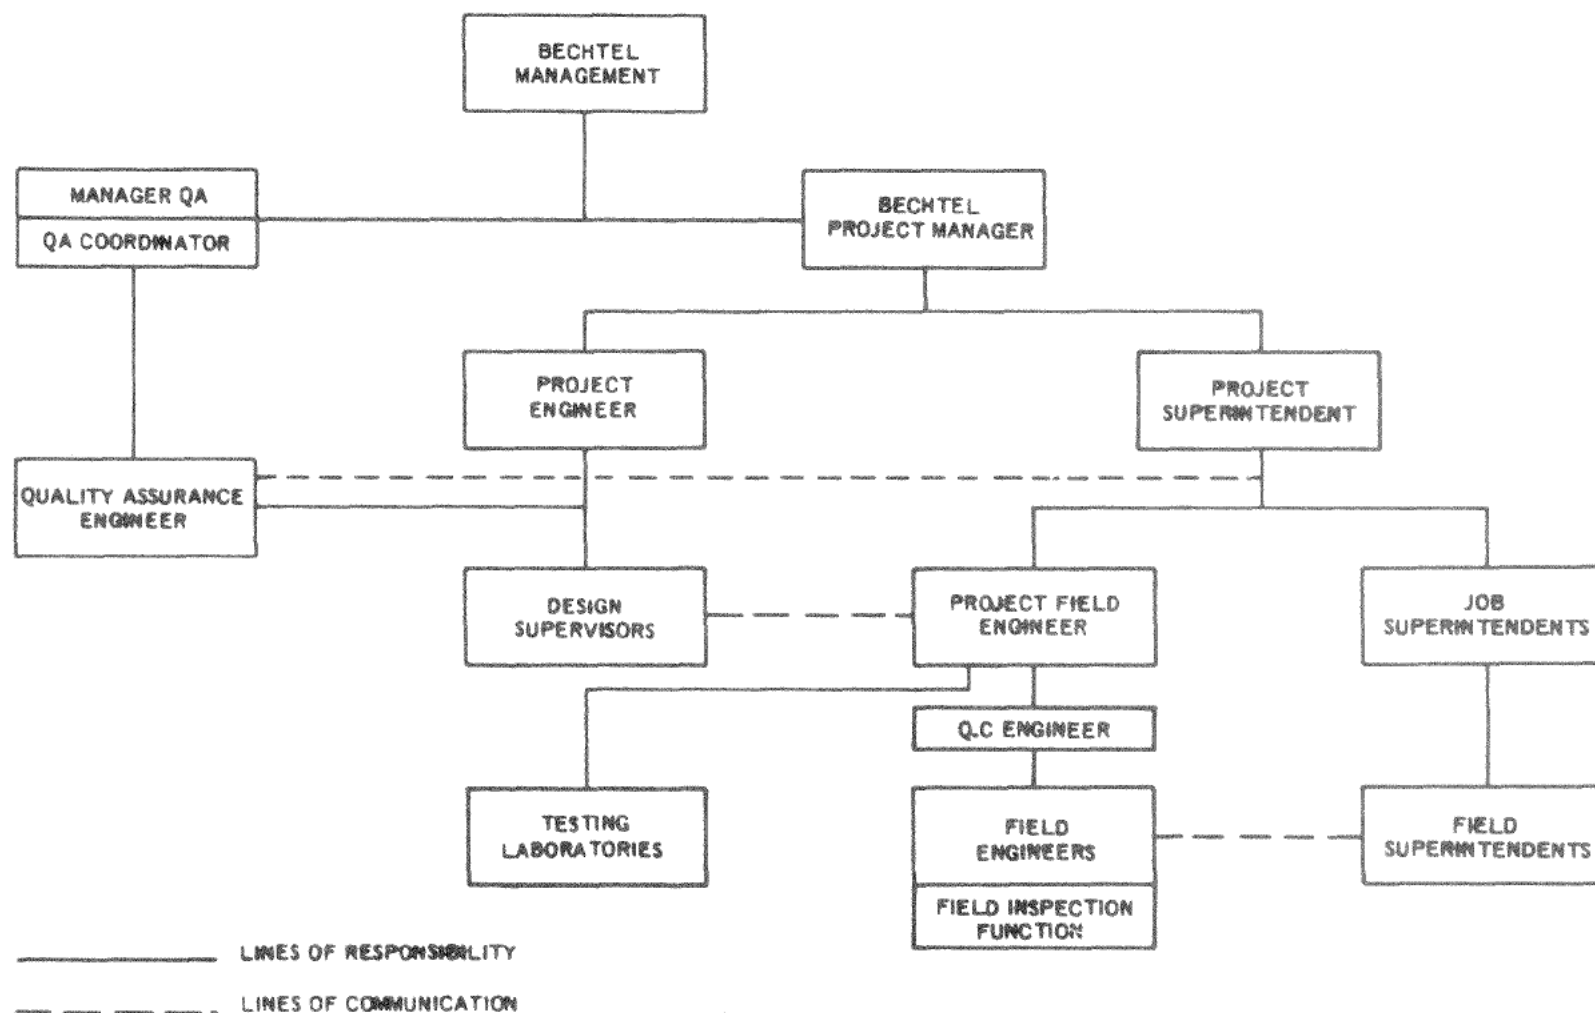 BECHTEL
MANAGEMENT
MANAGER QA
QA COORDINATOR
BECHTEL
PROJECT MANAGER
PROJECT
ENGINEER
PROJECT
SUPERINTENDENT
QUALITY ASSURANCE
ENGINEER
DESIGN
SUPERVISORS
PROJECT FIELD
ENGINEER
JOB
SUPERINTENDENTS
Q.C ENGINEER
TESTING
LABORATORIES
FIELD
ENGINEERS
FIELD
SUPERINTENDENTS
FIELD INSPECTION
FUNCTION
LINES OF RESPONSIBILITY
LINES OF COMMUNICATION